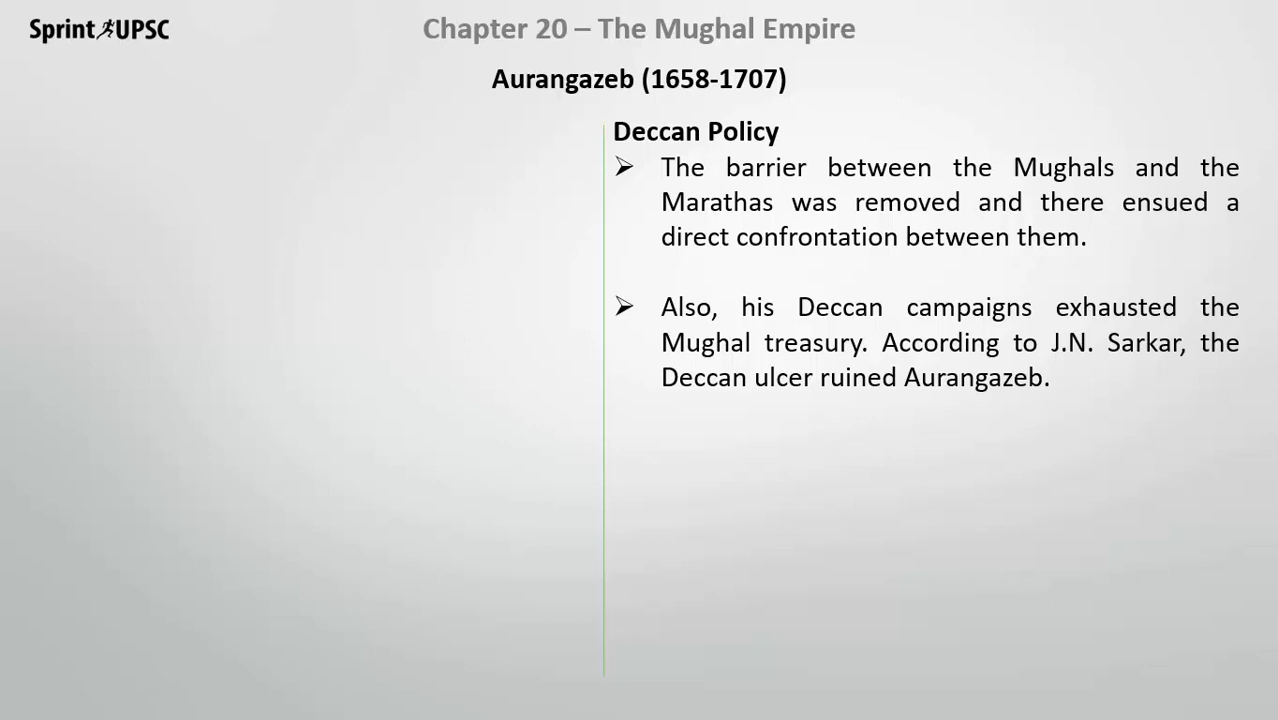 Sprint UPSC
Chapter 20 – The Mughal Empire
Aurangazeb (1658-1707)
Deccan Policy
➢ The barrier between the Mughals and the
Marathas was removed and there ensued a
direct confrontation between them.
➢ Also, his Deccan campaigns exhausted the
Mughal treasury. According to J.N. Sarkar, the
Deccan ulcer ruined Aurangazeb.